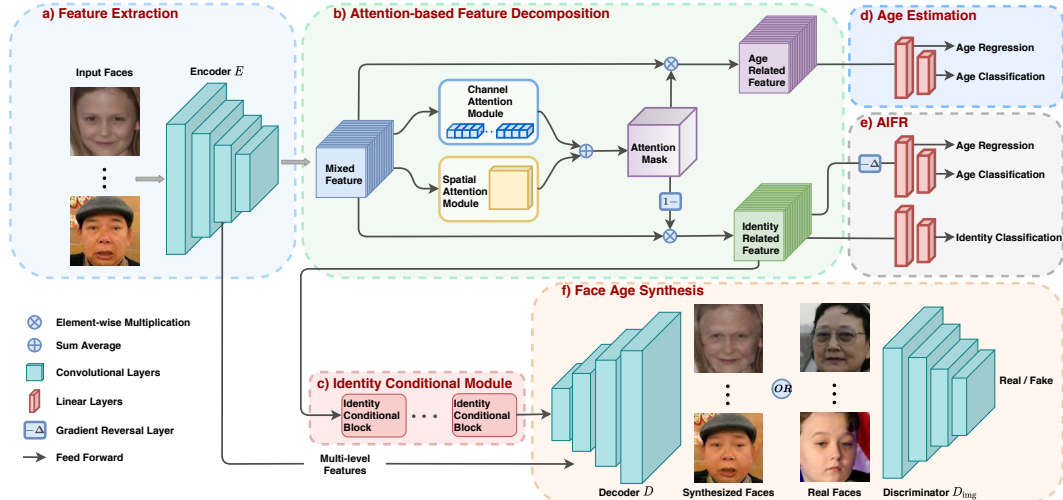 a) Feature Extraction
Input Faces
Encoder E
b) Attention-based Feature Decomposition
Mixed
Feature
Channel
Attention
Module
Spatial
Attention
Module
Attention
Mask
1−
Age
Related
Feature
Identity
Related
Feature
d) Age Estimation
Age Regression
Age Classification
e) AIFR
−Δ
Age Regression
Age Classification
Identity Classification
Element-wise Multiplication
Sum Average
Convolutional Layers
Linear Layers
−Δ
Gradient Reversal Layer
Feed Forward
c) Identity Conditional Module
Identity
Conditional
Block
Identity
Conditional
Block
Multi-level
Features
f) Face Age Synthesis
OR
Real / Fake
Decoder D
Synthesized Faces
Real Faces
Discriminator D_img